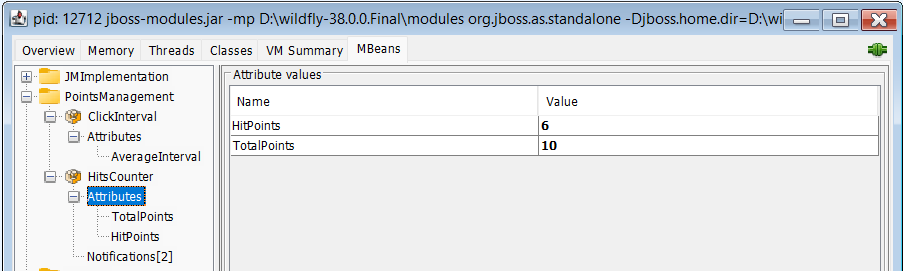 pid: 12712 jboss-modules.jar -mp D:\wildfly-38.0.0.Final\modules org.jboss.as.standalone -Djboss.home.dir=D:\wi
Overview Memory Threads Classes VM Summary MBeans
JMImplementation
PointsManagement
ClickInterval
Attributes
AverageInterval
HitsCounter
Attributes
TotalPoints
HitPoints
Notifications[2]
Attribute values
Name Value
HitPoints 6
TotalPoints 10